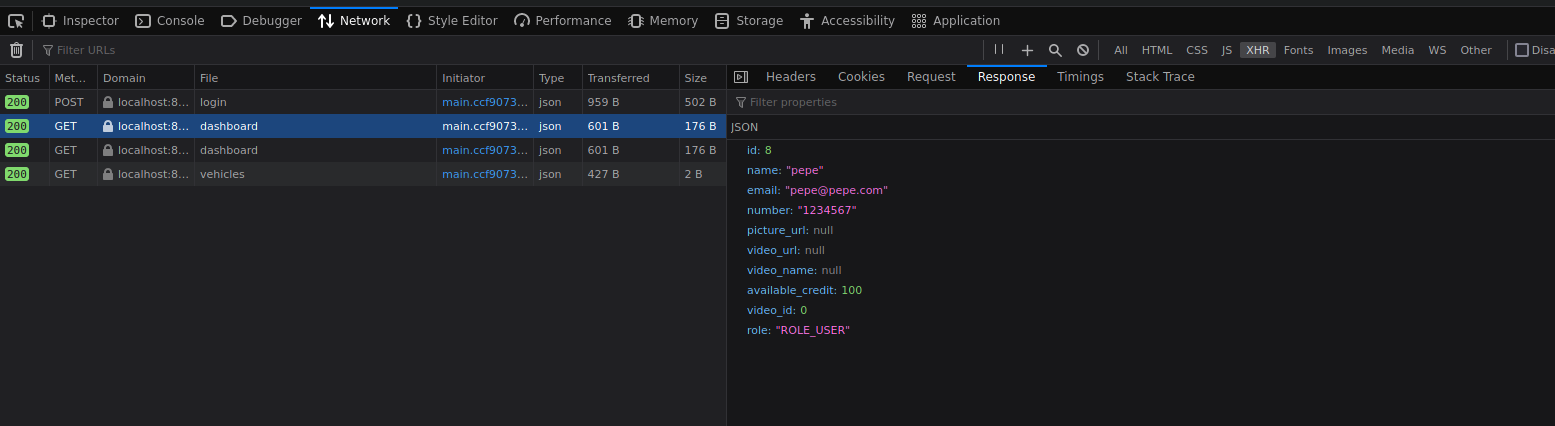 Inspector Console Debugger Network Style Editor Performance Memory Storage Accessibility Application
Filter URLs All HTML CSS JS XHR Fonts Images Media WS Other Disa
Status Met... Domain File Initiator Type Transferred Size
200 POST localhost:8... login main.ccf9073... json 959 B 502 B
200 GET localhost:8... dashboard main.ccf9073... json 601 B 176 B
200 GET localhost:8... dashboard main.ccf9073... json 601 B 176 B
200 GET localhost:8... vehicles main.ccf9073... json 427 B 2 B
Headers Cookies Request Response Timings Stack Trace
Filter properties
JSON
id: 8
name: "pepe"
email: "pepe@pepe.com"
number: "1234567"
picture_url: null
video_url: null
video_name: null
available_credit: 100
video_id: 0
role: "ROLE_USER"